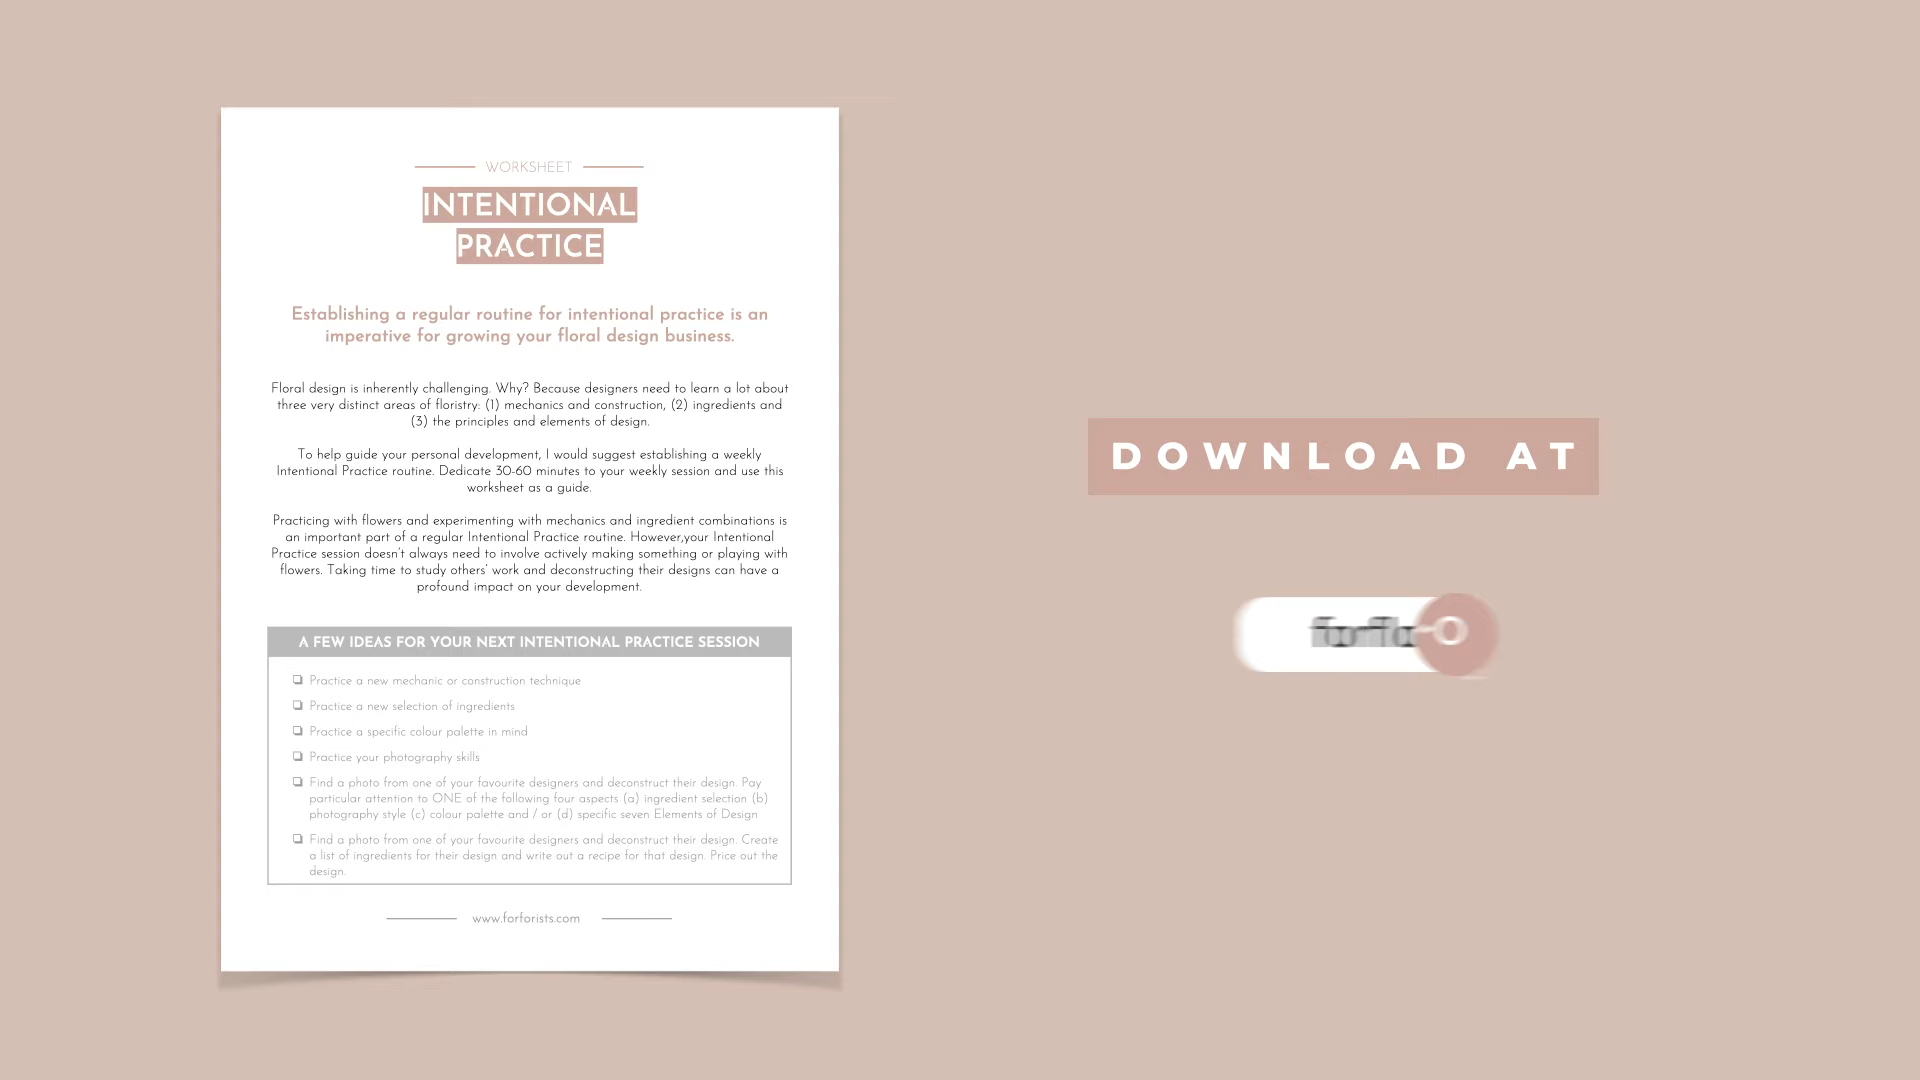 WORKSHEET
INTENTIONAL
PRACTICE
Establishing a regular routine for intentional practice is an
imperative for growing your floral design business.
Floral design is inherently challenging. Why? Because designers need to learn a lot about
three very distinct areas of floristry: (1) mechanics and construction, (2) ingredients and
(3) the principles and elements of design.
To help guide your personal development, I would suggest establishing a weekly
Intentional Practice routine. Dedicate 30-60 minutes to your weekly session and use this
worksheet as a guide.
Practicing with flowers and experimenting with mechanics and ingredient combinations is
an important part of a regular Intentional Practice routine. However,your Intentional
Practice session doesn't always need to involve actively making something or playing with
flowers. Taking time to study others' work and deconstructing their designs can have a
profound impact on your development.
A FEW IDEAS FOR YOUR NEXT INTENTIONAL PRACTICE SESSION
❏ Practice a new mechanic or construction technique
❏ Practice a new selection of ingredients
❏ Practice a specific colour palette in mind
❏ Practice your photography skills
❏ Find a photo from one of your favourite designers and deconstruct their design. Pay
particular attention to ONE of the following four aspects (a) ingredient selection (b)
photography style (c) colour palette and / or (d) specific seven Elements of Design
❏ Find a photo from one of your favourite designers and deconstruct their design. Create
a list of ingredients for their design and write out a recipe for that design. Price out the
design.
www.forforists.com
DOWNLOAD AT